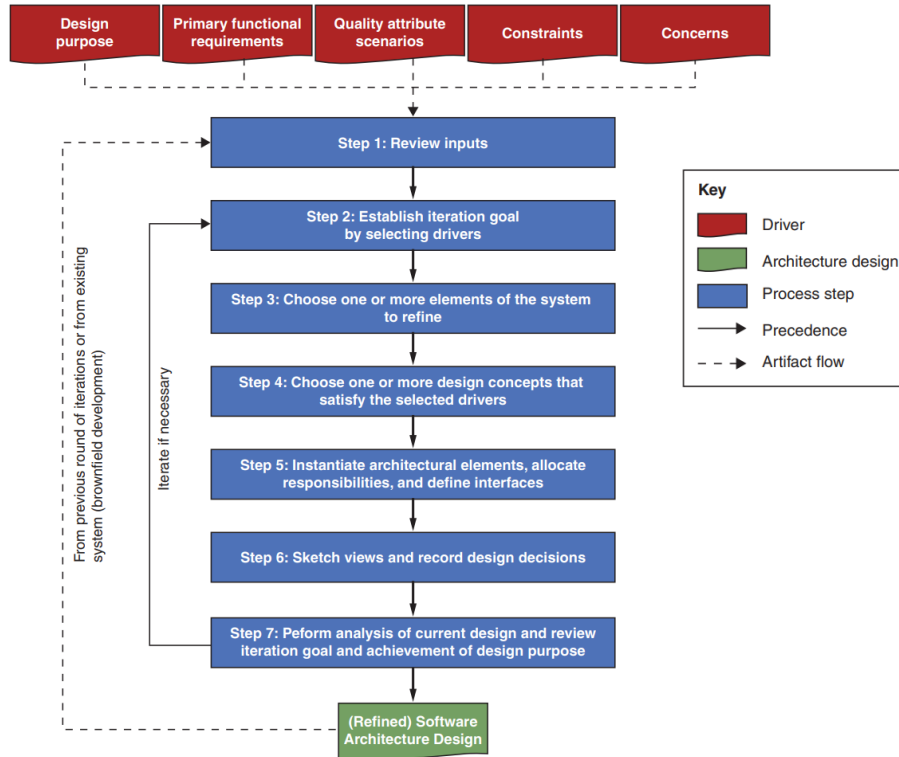 Design
purpose
Primary functional
requirements
Quality attribute
scenarios
Constraints
Concerns
Step 1: Review inputs
Step 2: Establish iteration goal
by selecting drivers
Step 3: Choose one or more elements of the system
to refine
Step 4: Choose one or more design concepts that
satisfy the selected drivers
Step 5: Instantiate architectural elements, allocate
responsibilities, and define interfaces
Step 6: Sketch views and record design decisions
Step 7: Peform analysis of current design and review
iteration goal and achievement of design purpose
(Refined) Software
Architecture Design
From previous round of iterations or from existing
system (brownfield development)
Iterate if necessary
Key
Driver
Architecture design
Process step
Precedence
Artifact flow